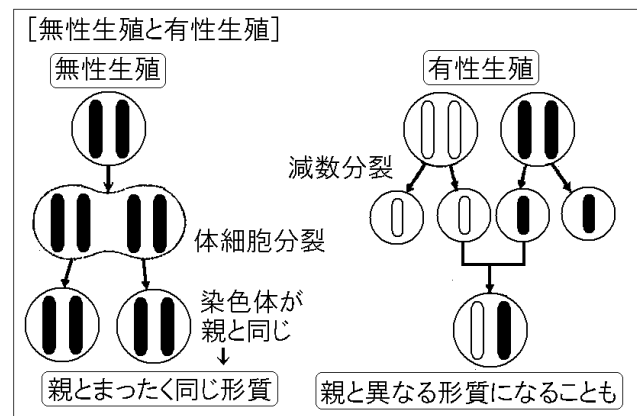 [無性生殖と有性生殖]
無性生殖
体細胞分裂
染色体が
親と同じ
↓
親とまったく同じ形質
有性生殖
減数分裂
親と異なる形質になることも